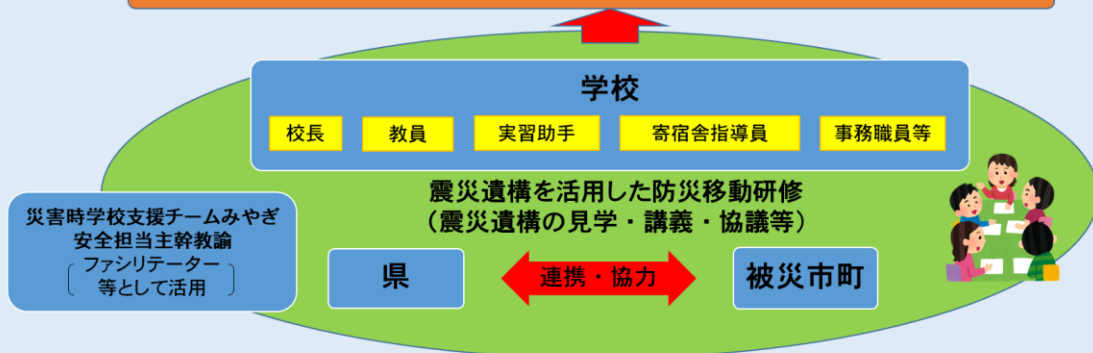 学校
校長 教員 実習助手 寄宿舎指導員 事務職員等
震災遺構を活用した防災移動研修
（震災遺構の見学・講義・協議等）
災害時学校支援チームみやぎ
安全担当主幹教諭
ファシリテーター
等として活用
県
連携・協力
被災市町